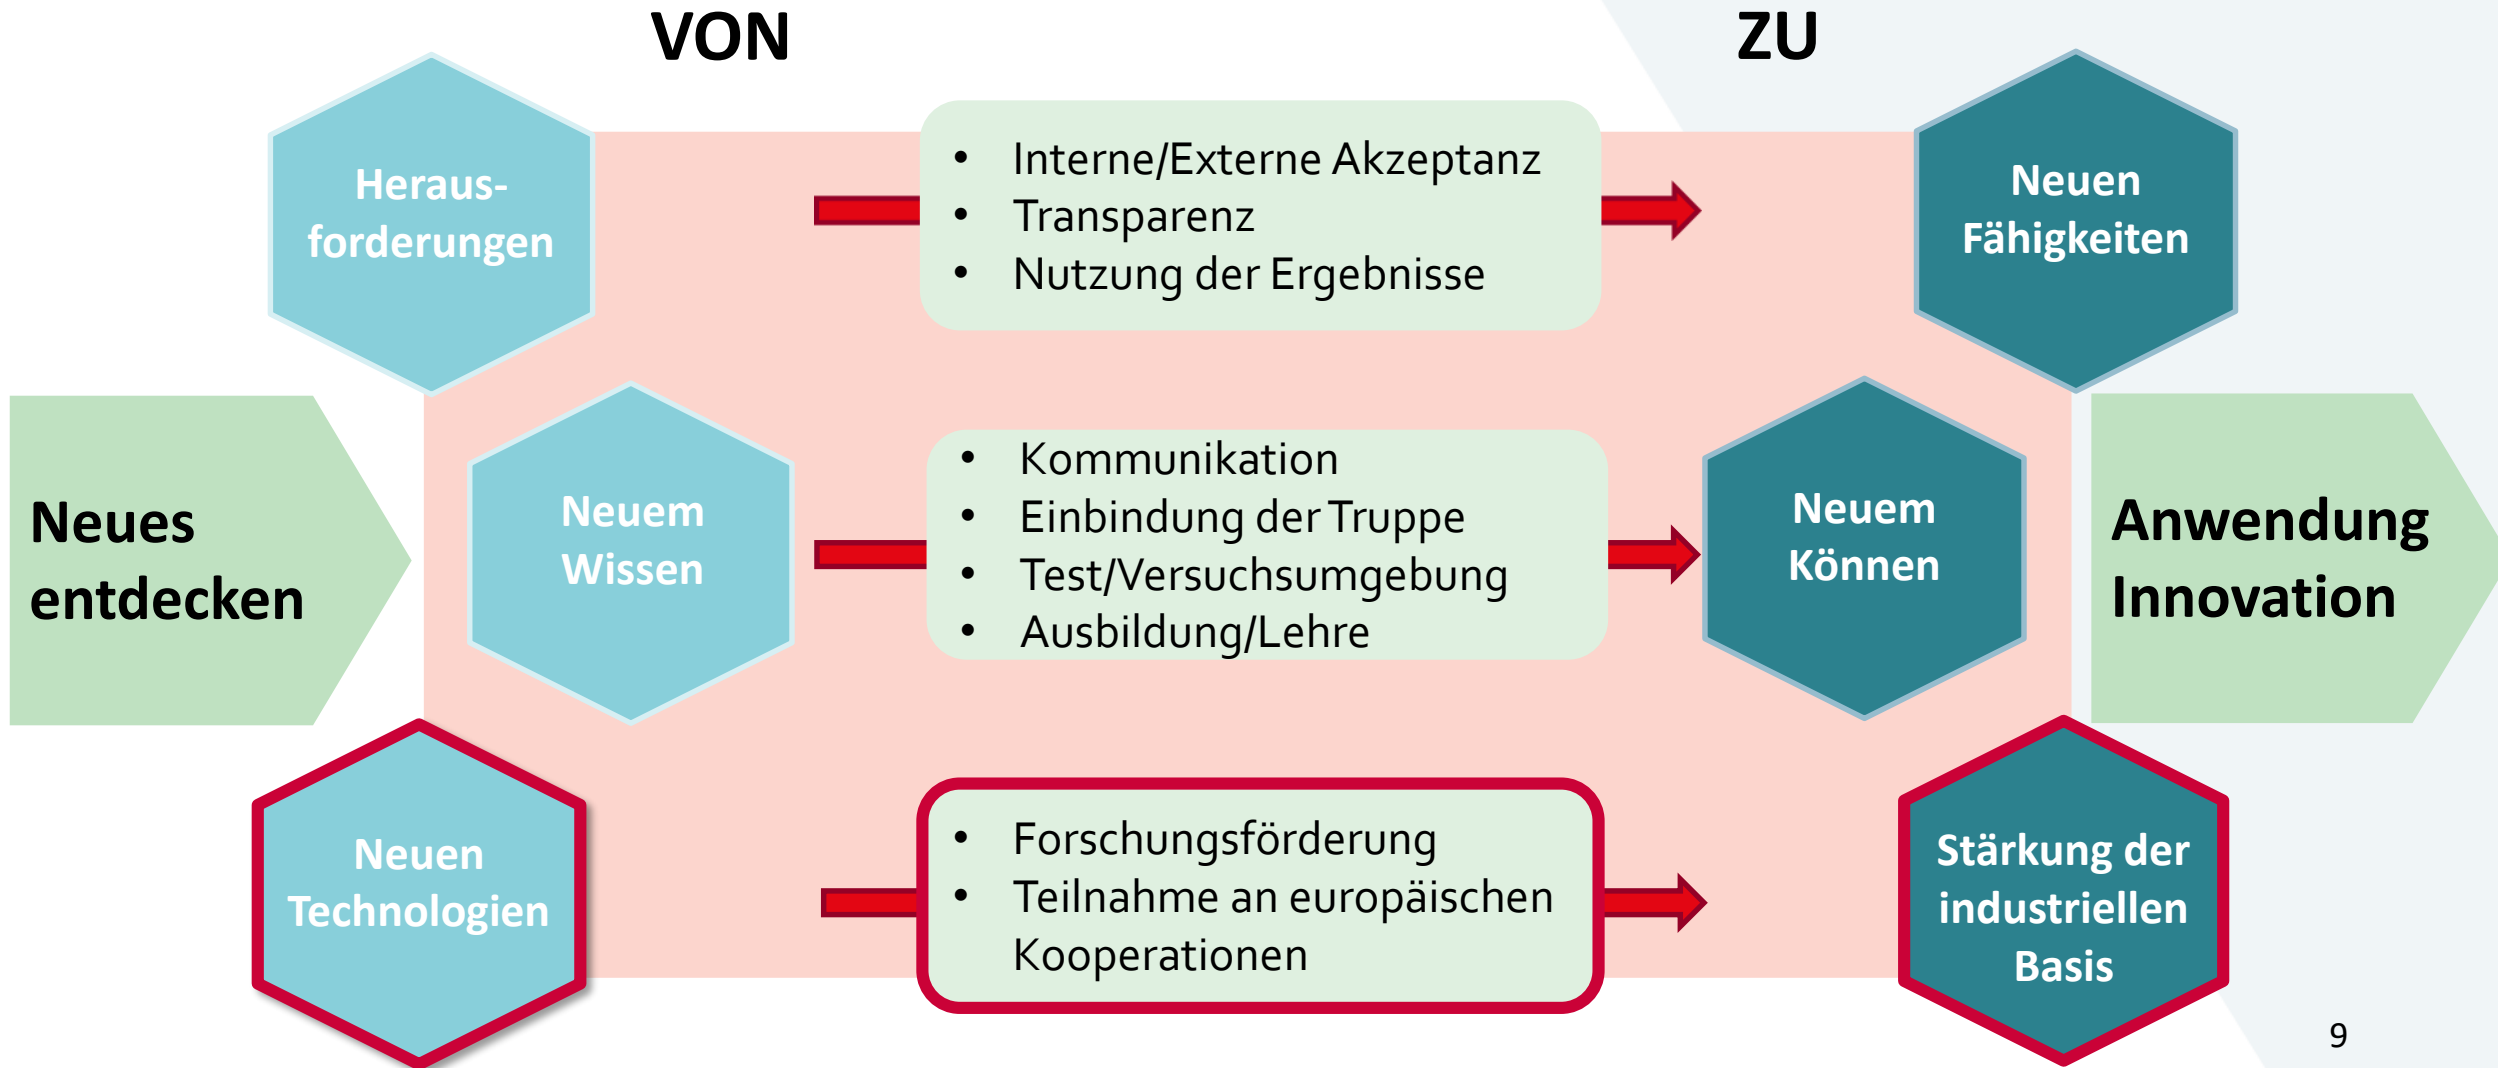 VON
ZU
Heraus-
forderungen
• Interne/Externe Akzeptanz
• Transparenz
• Nutzung der Ergebnisse
Neuen
Fähigkeiten
Neues
entdecken
Neuem
Wissen
• Kommunikation
• Einbindung der Truppe
• Test/Versuchsumgebung
• Ausbildung/Lehre
Neuem
Können
Anwendung
Innovation
Neuen
Technologien
• Forschungsförderung
• Teilnahme an europäischen
Kooperationen
Stärkung der
industriellen
Basis
9